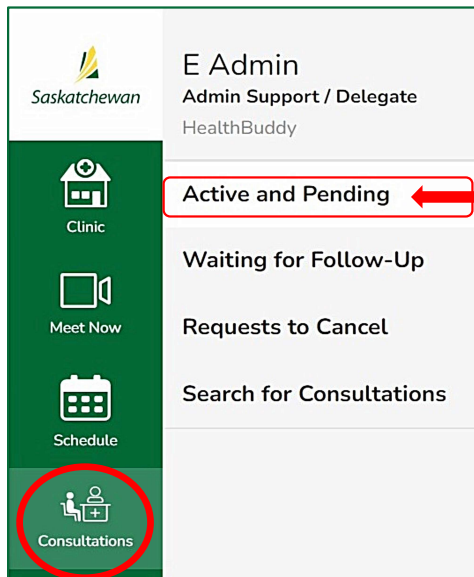 Saskatchewan
E Admin
Admin Support / Delegate
HealthBuddy
Clinic
Meet Now
Schedule
Consultations
Active and Pending
Waiting for Follow-Up
Requests to Cancel
Search for Consultations